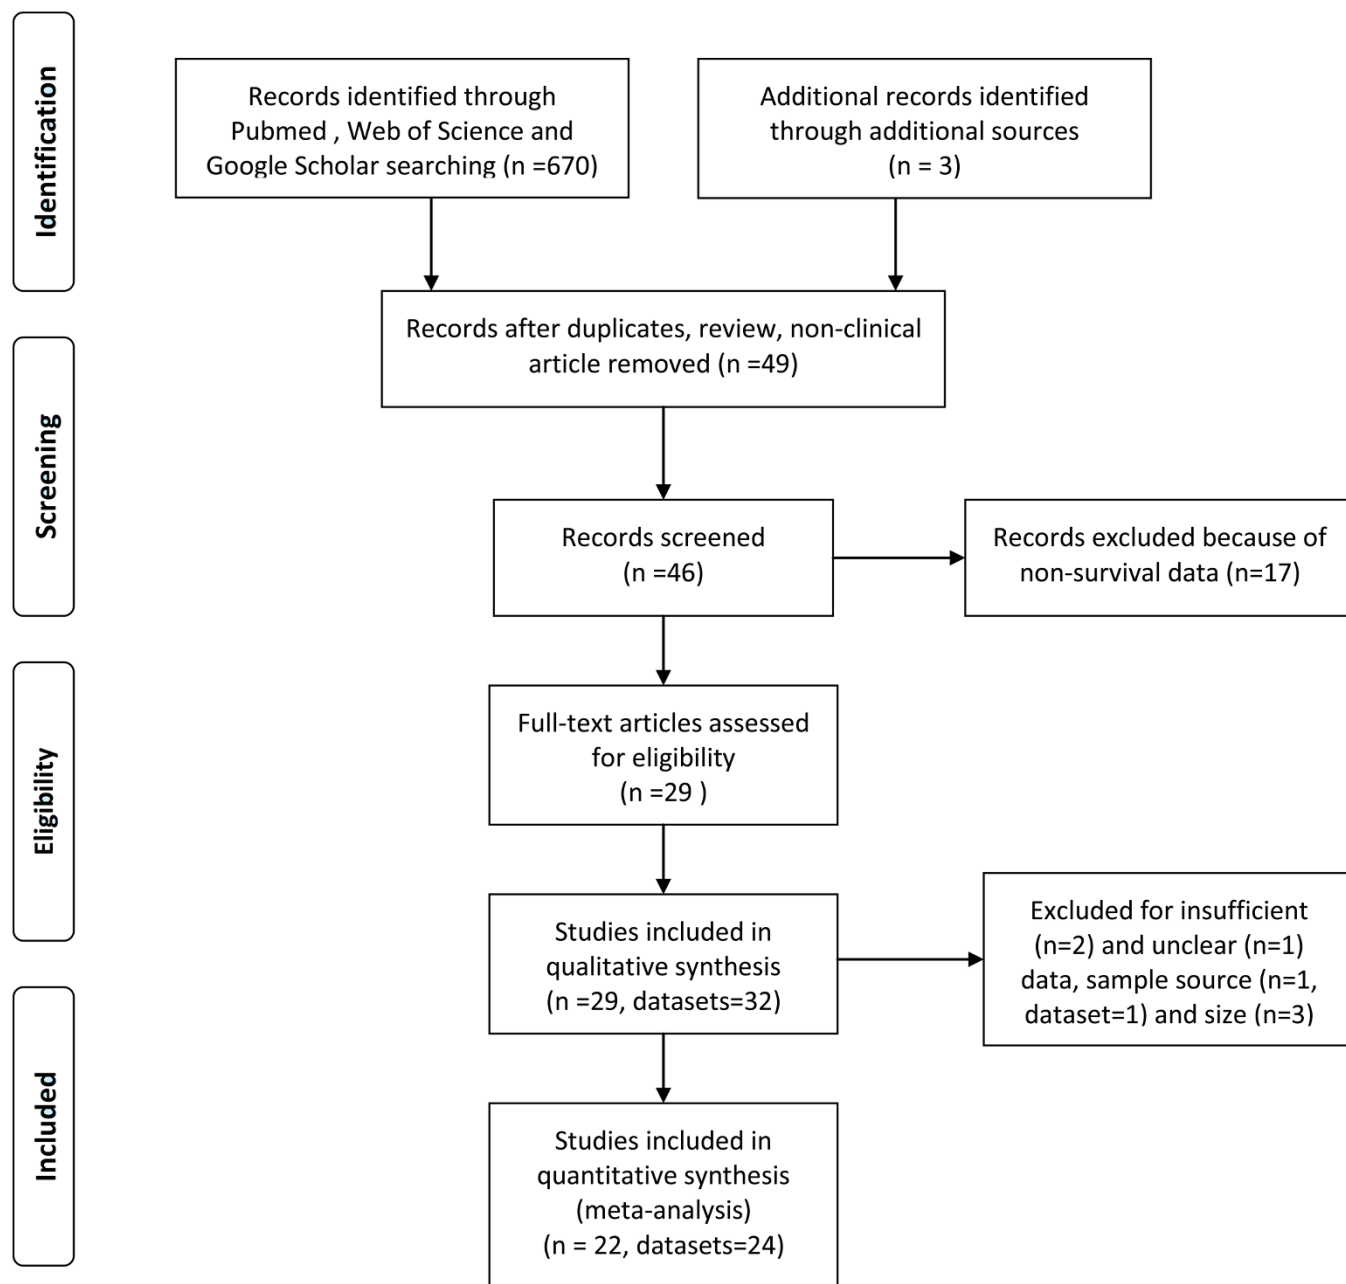 Identification
Records identified through
Pubmed , Web of Science and
Google Scholar searching (n =670)
Additional records identified
through additional sources
(n = 3)
Records after duplicates, review, non-clinical
article removed (n =49)
Screening
Records screened
(n =46)
Records excluded because of
non-survival data (n=17)
Eligibility
Full-text articles assessed
for eligibility
(n =29 )
Studies included in
qualitative synthesis
(n =29, datasets=32)
Excluded for insufficient
(n=2) and unclear (n=1)
data, sample source (n=1,
dataset=1) and size (n=3)
Included
Studies included in
quantitative synthesis
(meta-analysis)
(n = 22, datasets=24)